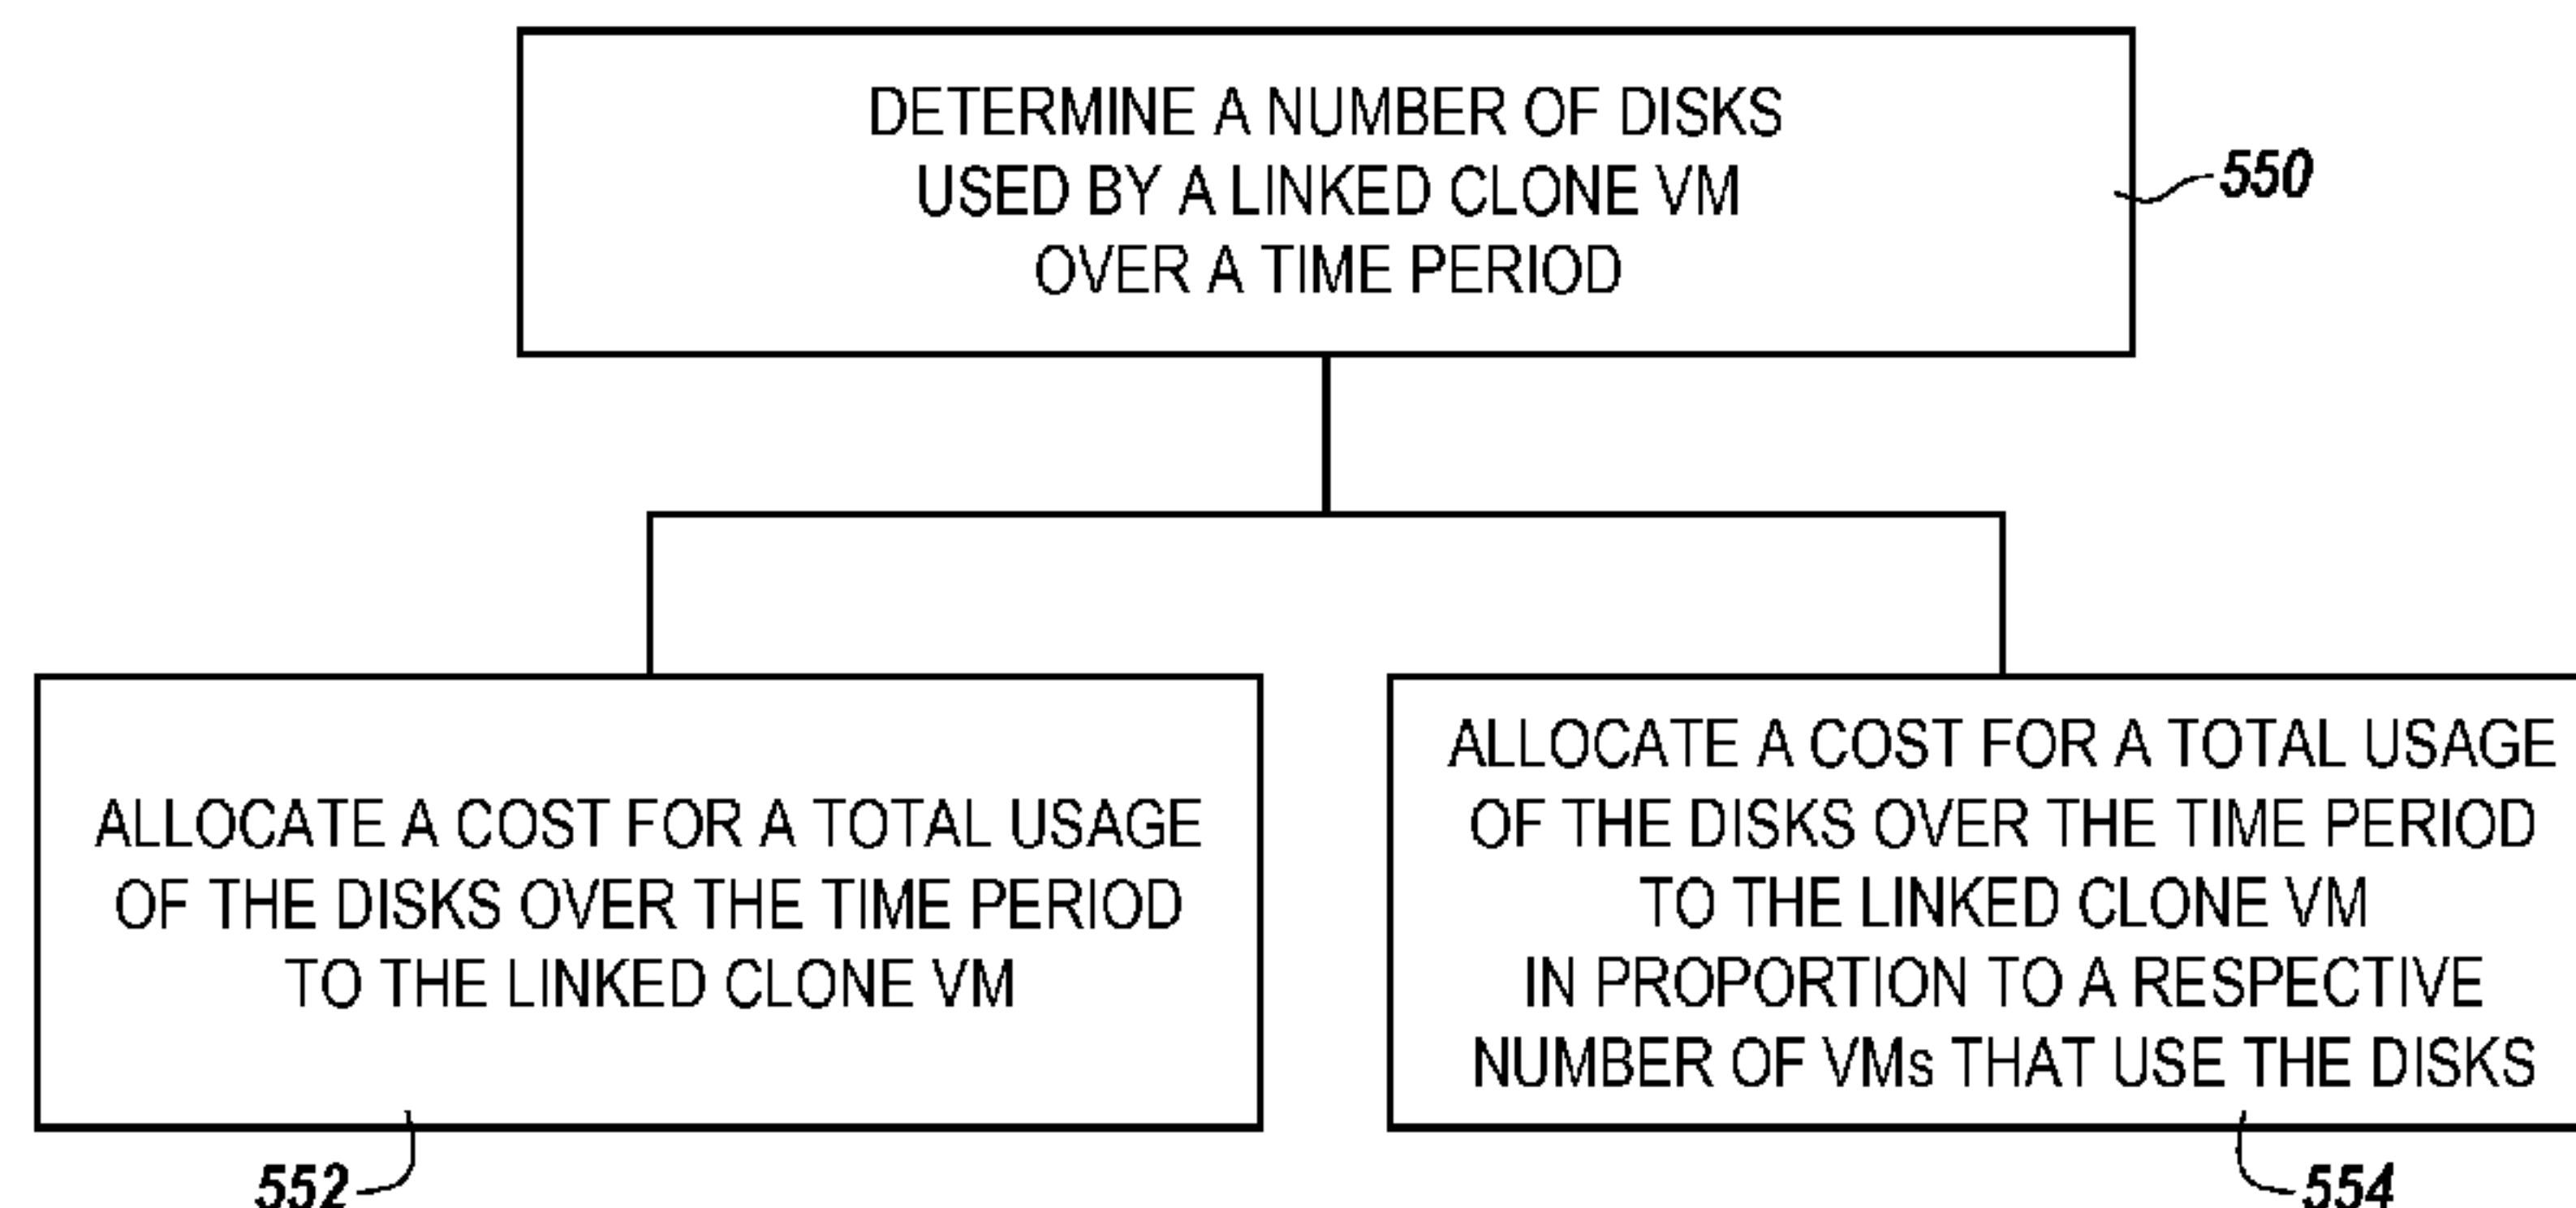 DETERMINE A NUMBER OF DISKS
USED BY A LINKED CLONE VM
OVER A TIME PERIOD
550
ALLOCATE A COST FOR A TOTAL USAGE
OF THE DISKS OVER THE TIME PERIOD
TO THE LINKED CLONE VM
552
ALLOCATE A COST FOR A TOTAL USAGE
OF THE DISKS OVER THE TIME PERIOD
TO THE LINKED CLONE VM
IN PROPORTION TO A RESPECTIVE
NUMBER OF VMs THAT USE THE DISKS
554